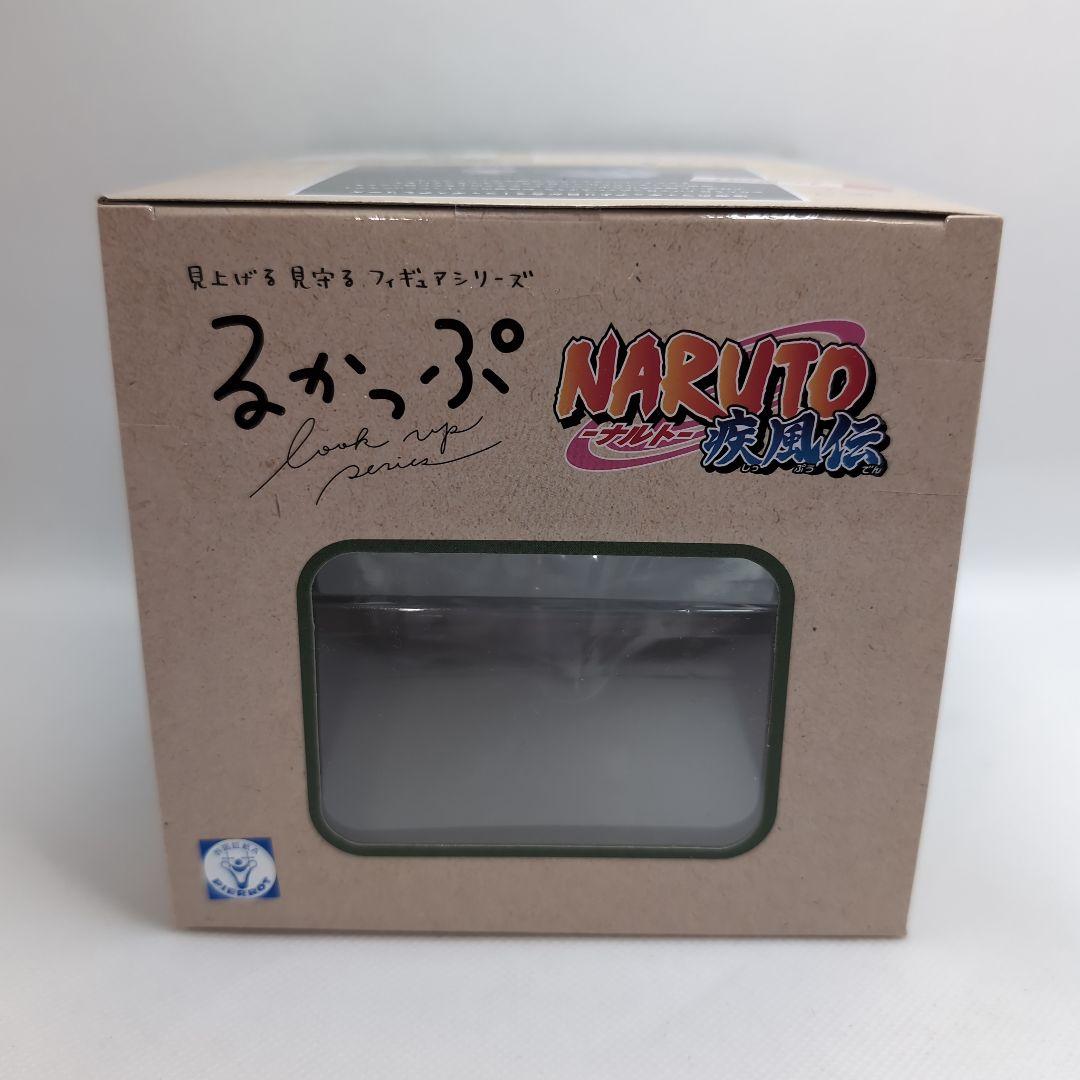 見上げる 見守る フィギュアシリーズ
るかっぷ
look up
series
NARUTO
-ナルト-
疾風伝
しっ ぷう でん
PIERROT